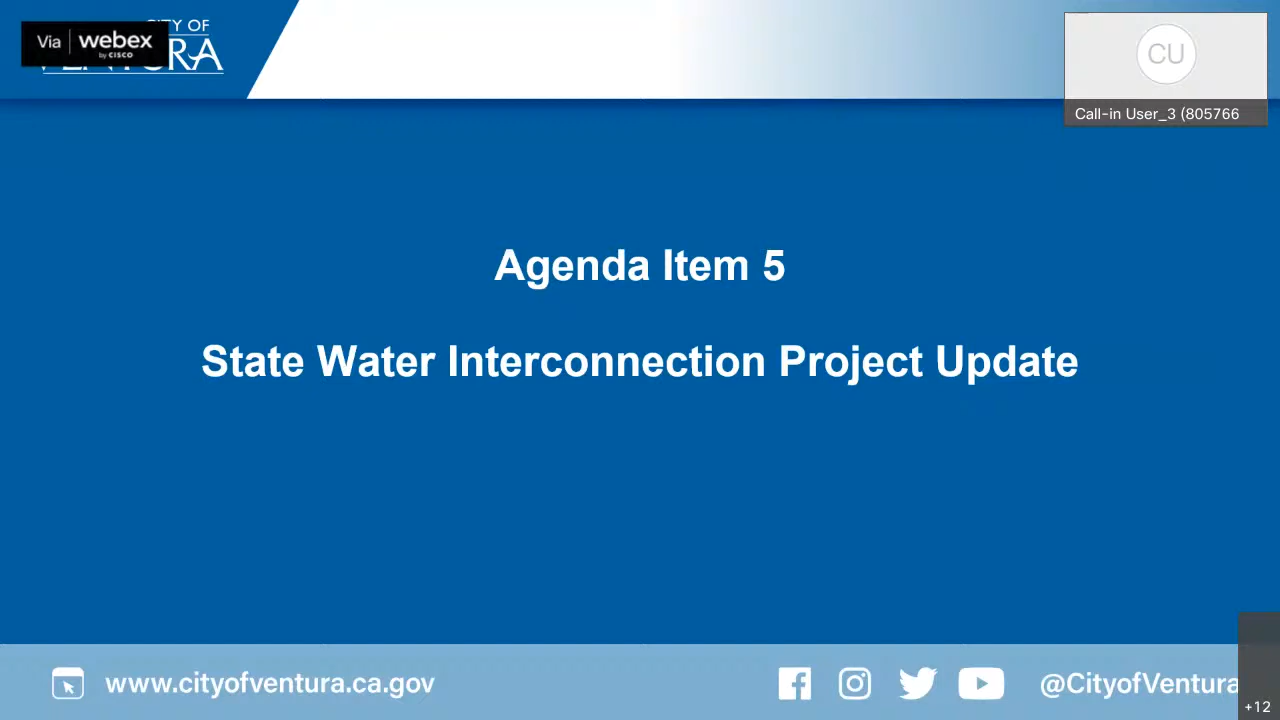 Via webex
by CISCO
CITY OF
VENTURA
CU
Call-in User_3 (805766
Agenda Item 5
State Water Interconnection Project Update
www.cityofventura.ca.gov
@CityofVentura
+12